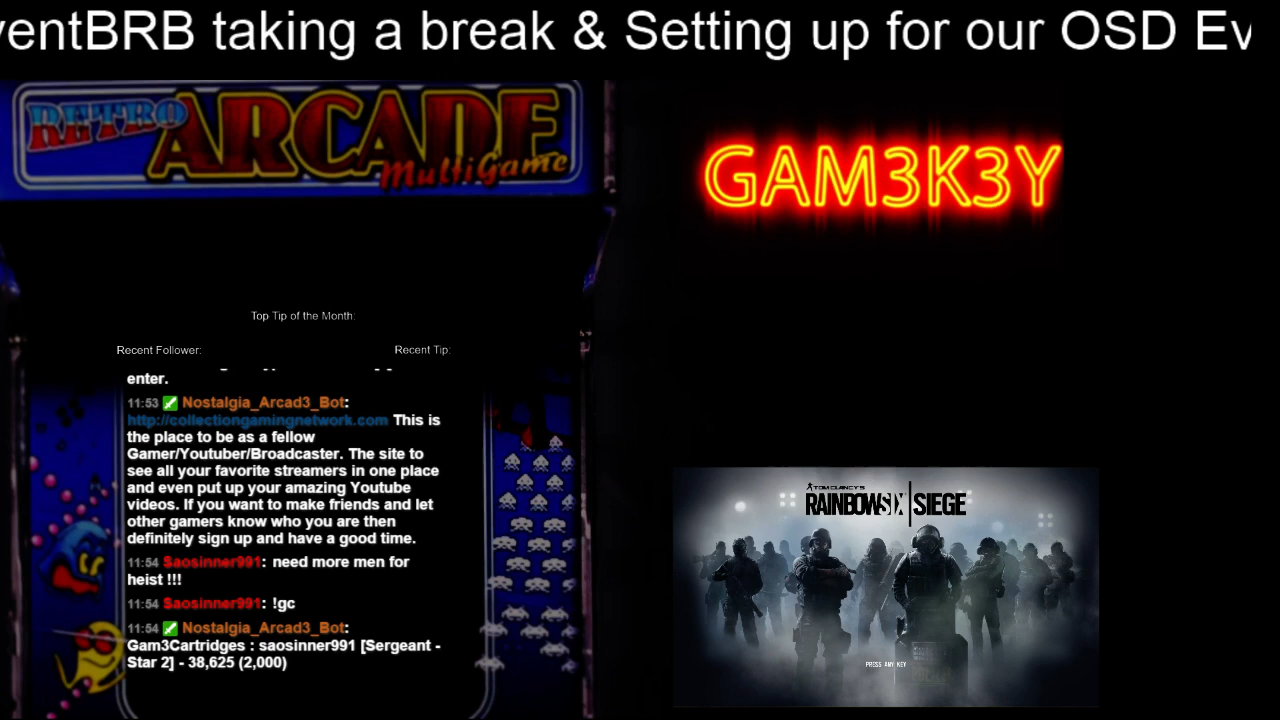 ventBRB taking a break & Setting up for our OSD Ev
RETRO ARCADE
MultiGame
GAM3K3Y
Top Tip of the Month:
Recent Follower: Recent Tip:
enter.
11:53 Nostalgia_Arcad3_Bot:
http://collectiongamingnetwork.com This is
the place to be as a fellow
Gamer/Youtuber/Broadcaster. The site to
see all your favorite streamers in one place
and even put up your amazing Youtube
videos. If you want to make friends and let
other gamers know who you are then
definitely sign up and have a good time.
11:54 Saosinner991: need more men for
heist !!!
11:54 Saosinner991: !gc
11:54 Nostalgia_Arcad3_Bot:
Gam3Cartridges : saosinner991 [Sergeant -
Star 2] - 38,625 (2,000)
TOM CLANCY'S
RAINBOWSIX|SIEGE
PRESS ANY KEY